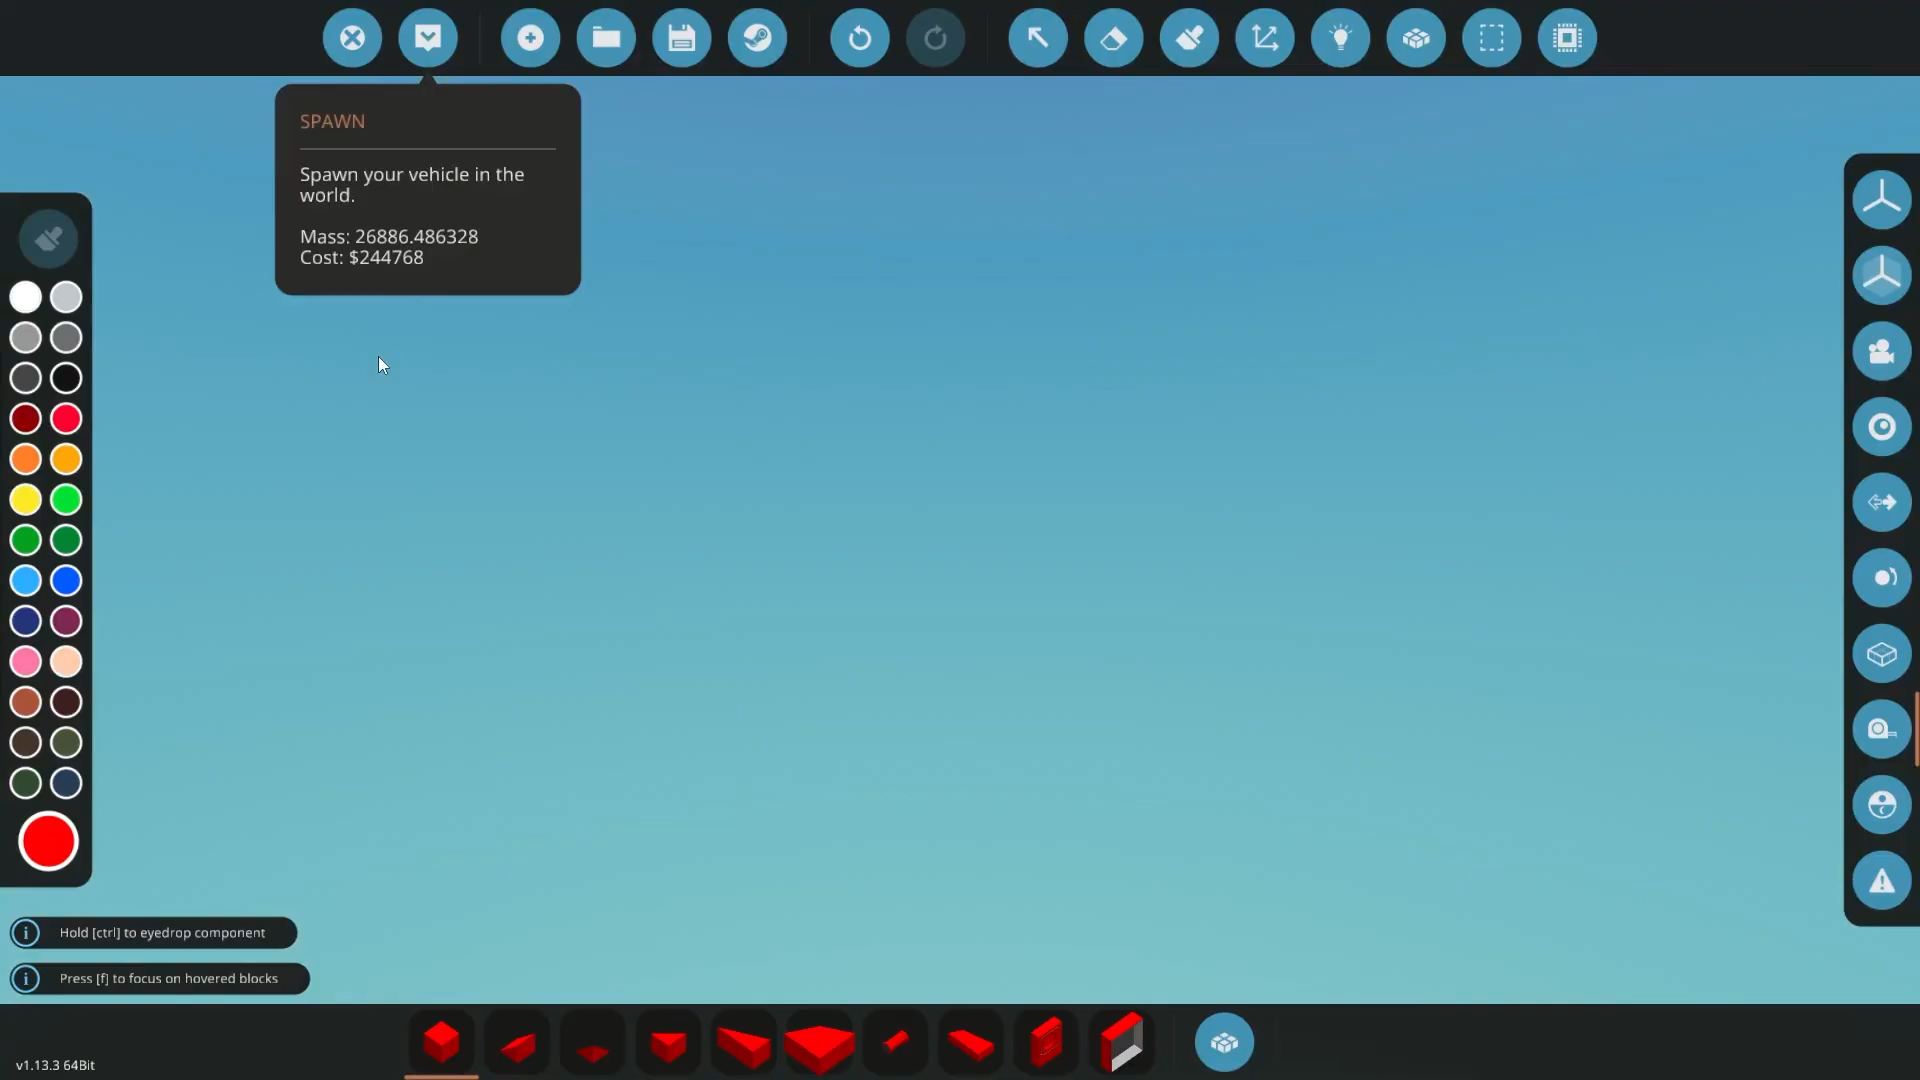 SPAWN
Spawn your vehicle in the
world.
Mass: 26886.486328
Cost: $244768
Hold [ctrl] to eyedrop component
Press [f] to focus on hovered blocks
v1.13.3 64Bit